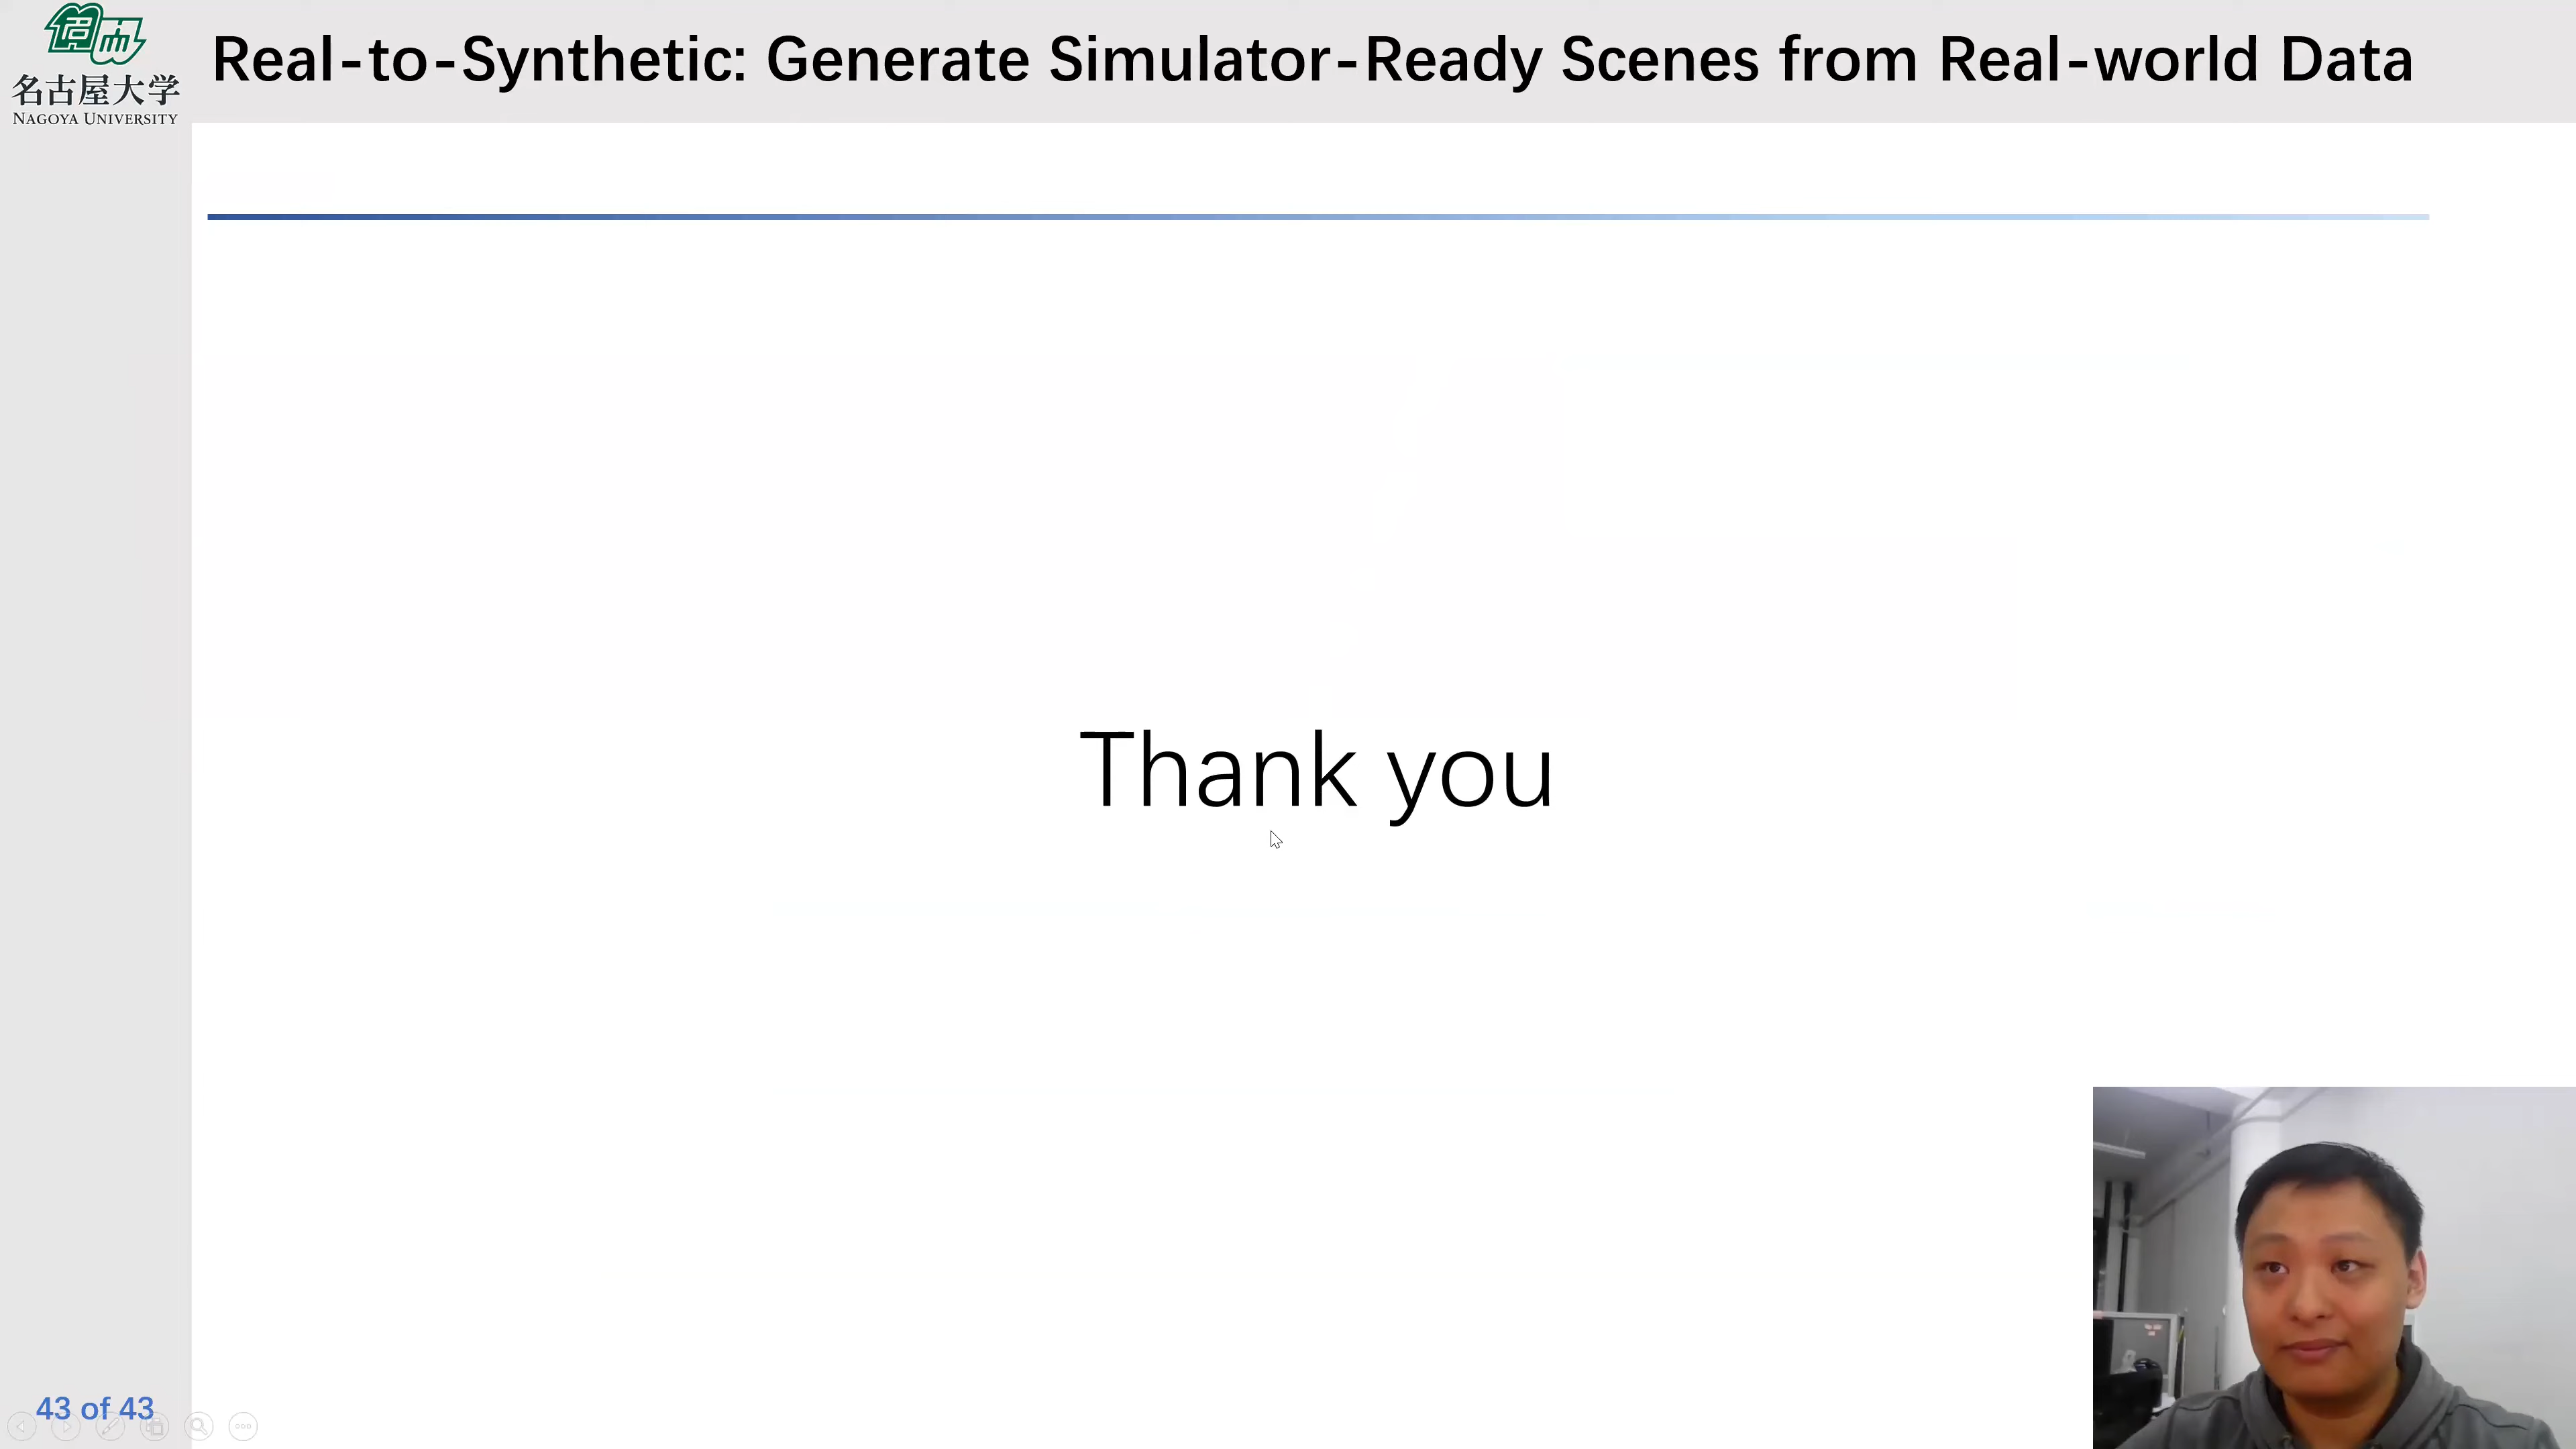 名古屋大学
NAGOYA UNIVERSITY
Real-to-Synthetic: Generate Simulator-Ready Scenes from Real-world Data
Thank you
43 of 43